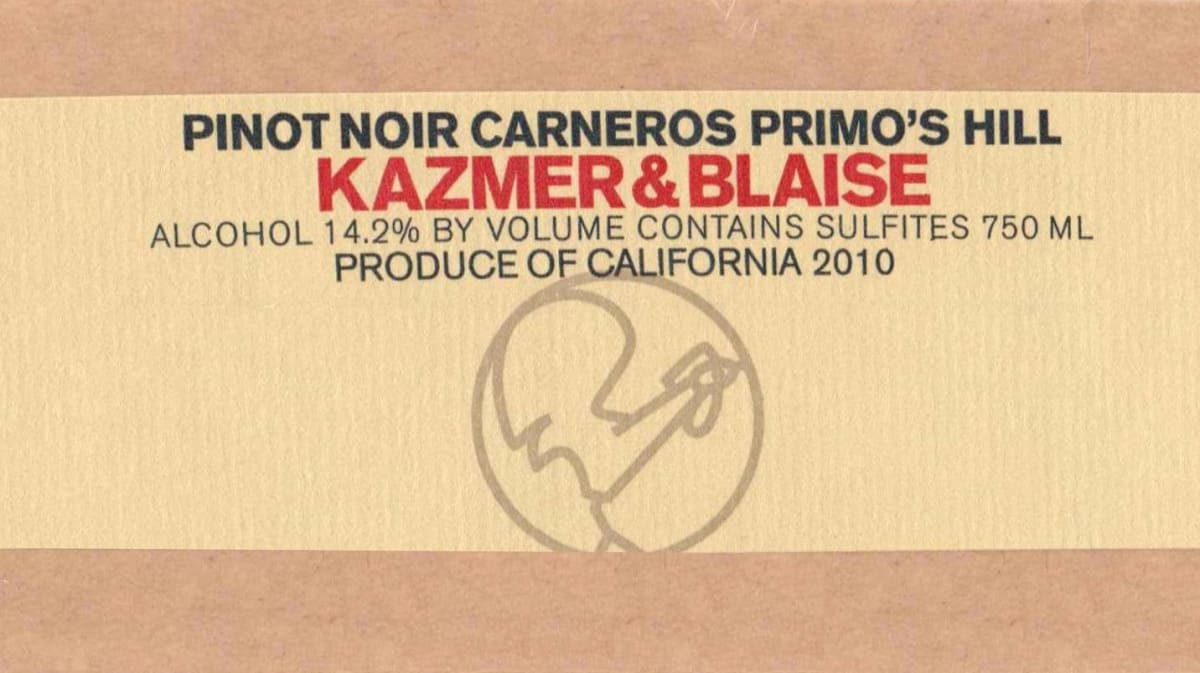 PINOT NOIR CARNEROS PRIMO'S HILL
KAZMER & BLAISE
ALCOHOL 14.2% BY VOLUME CONTAINS SULFITES 750 ML
PRODUCE OF CALIFORNIA 2010